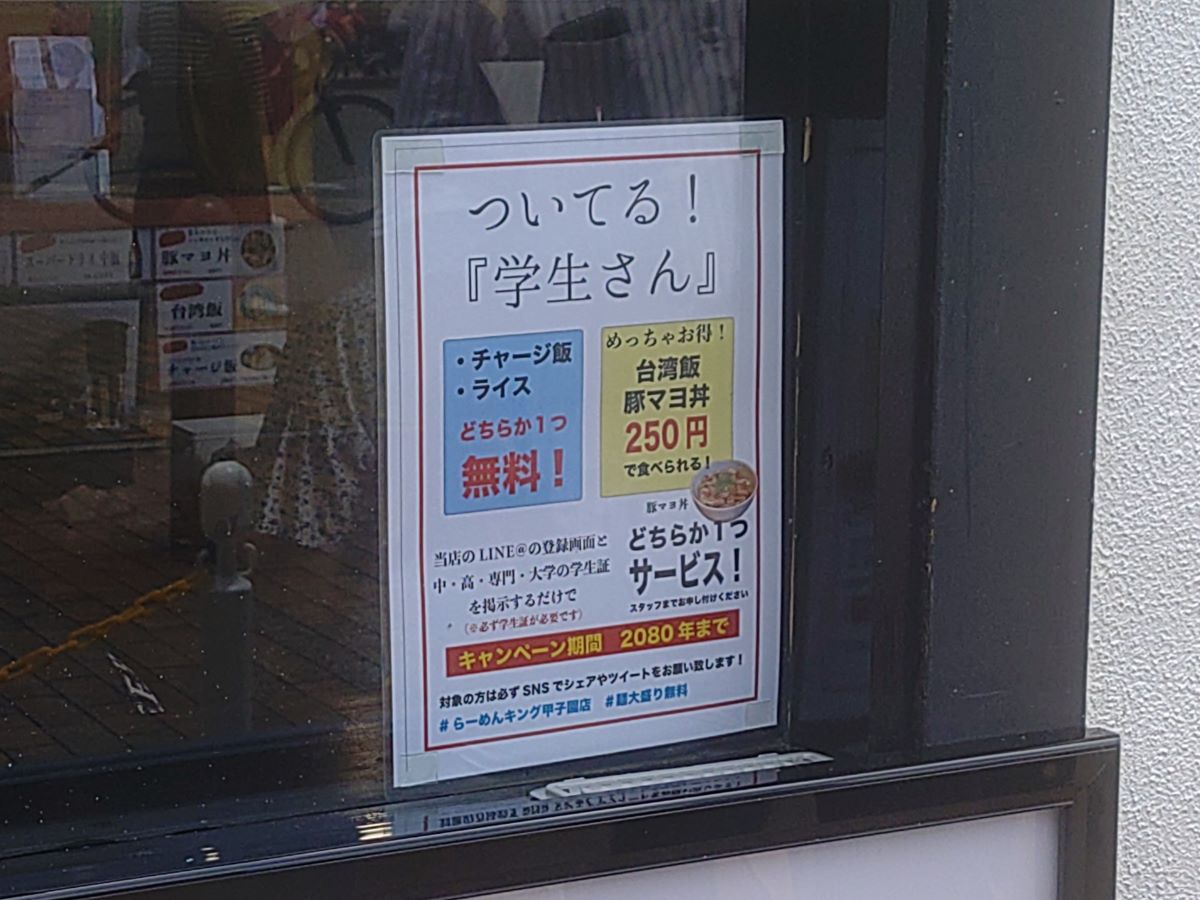 ついてる！
『学生さん』
・チャージ飯
・ライス
どちらか1つ
無料！
めっちゃお得！
台湾飯
豚マヨ丼
250円
で食べられる！
豚マヨ丼
どちらか1つ
サービス！
スタッフまでお申し付けください
当店のLINE@の登録画面と
中・高・専門・大学の学生証
を掲示するだけで
（※必ず学生証が必要です）
キャンペーン期間 2080年まで
対象の方は必ずSNSでシェアやツイートをお願い致します！
#らーめんキング甲子園店 #麺大盛り無料
豚マヨ丼
台湾飯
チャージ飯